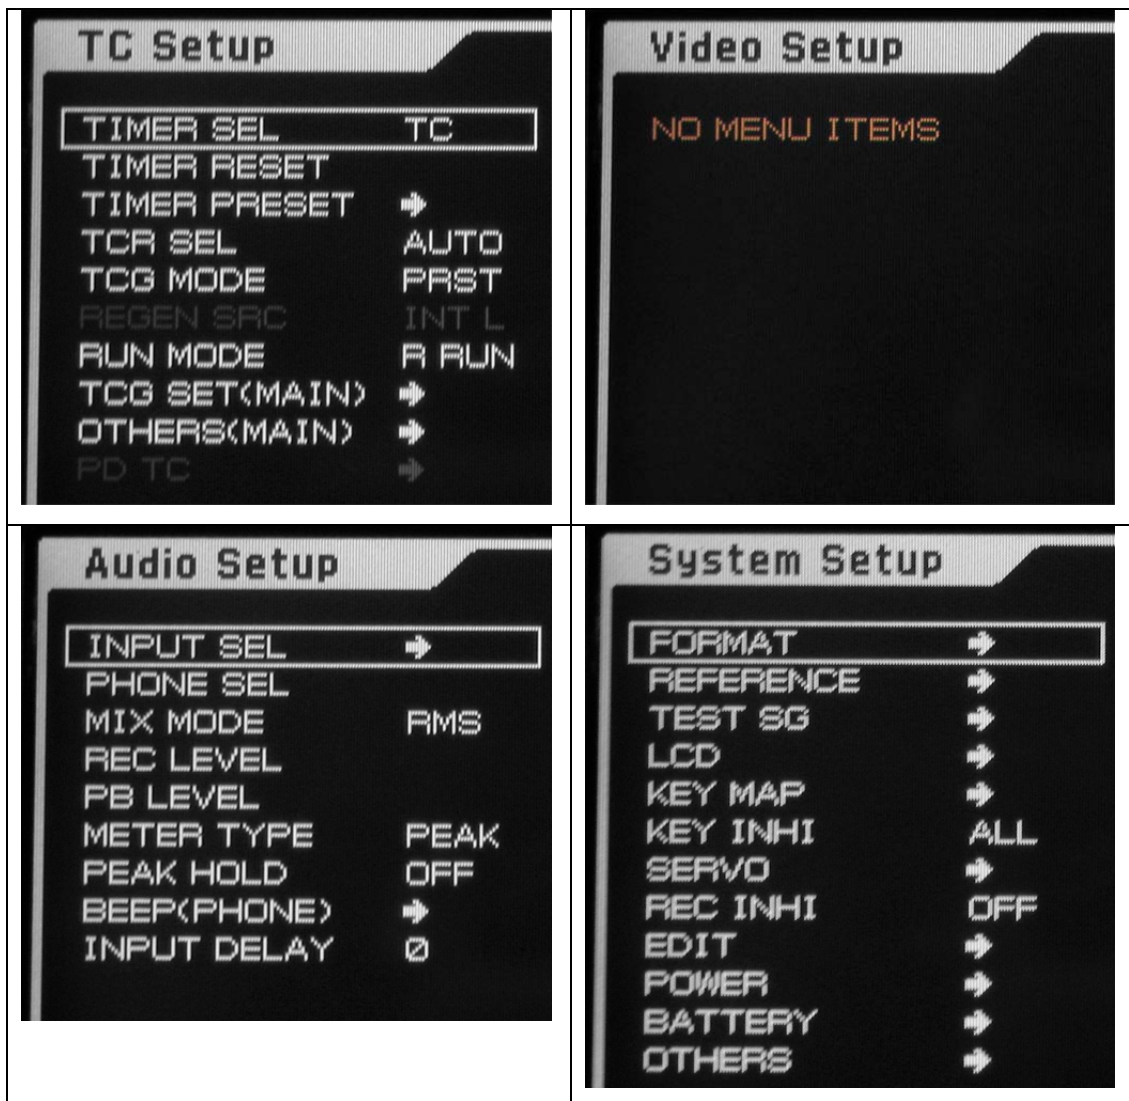 TC Setup
TIMER SEL TC
TIMER RESET
TIMER PRESET
TCR SEL AUTO
TCG MODE PRST
REGEN SRC INT L
RUN MODE R RUN
TCG SET(MAIN)
OTHERS(MAIN)
PD TC
Video Setup
NO MENU ITEMS
Audio Setup
INPUT SEL
PHONE SEL
MIX MODE RMS
REC LEVEL
PB LEVEL
METER TYPE PEAK
PEAK HOLD OFF
BEEP(PHONE)
INPUT DELAY 0
System Setup
FORMAT
REFERENCE
TEST SG
LCD
KEY MAP
KEY INHI ALL
SERVO
REC INHI OFF
EDIT
POWER
BATTERY
OTHERS